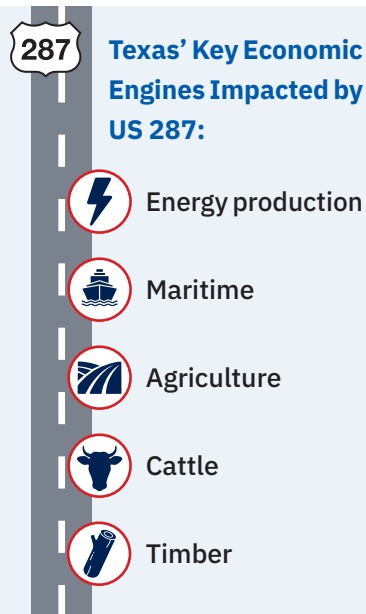 287
Texas’ Key Economic
Engines Impacted by
US 287:
Energy production
Maritime
Agriculture
Cattle
Timber